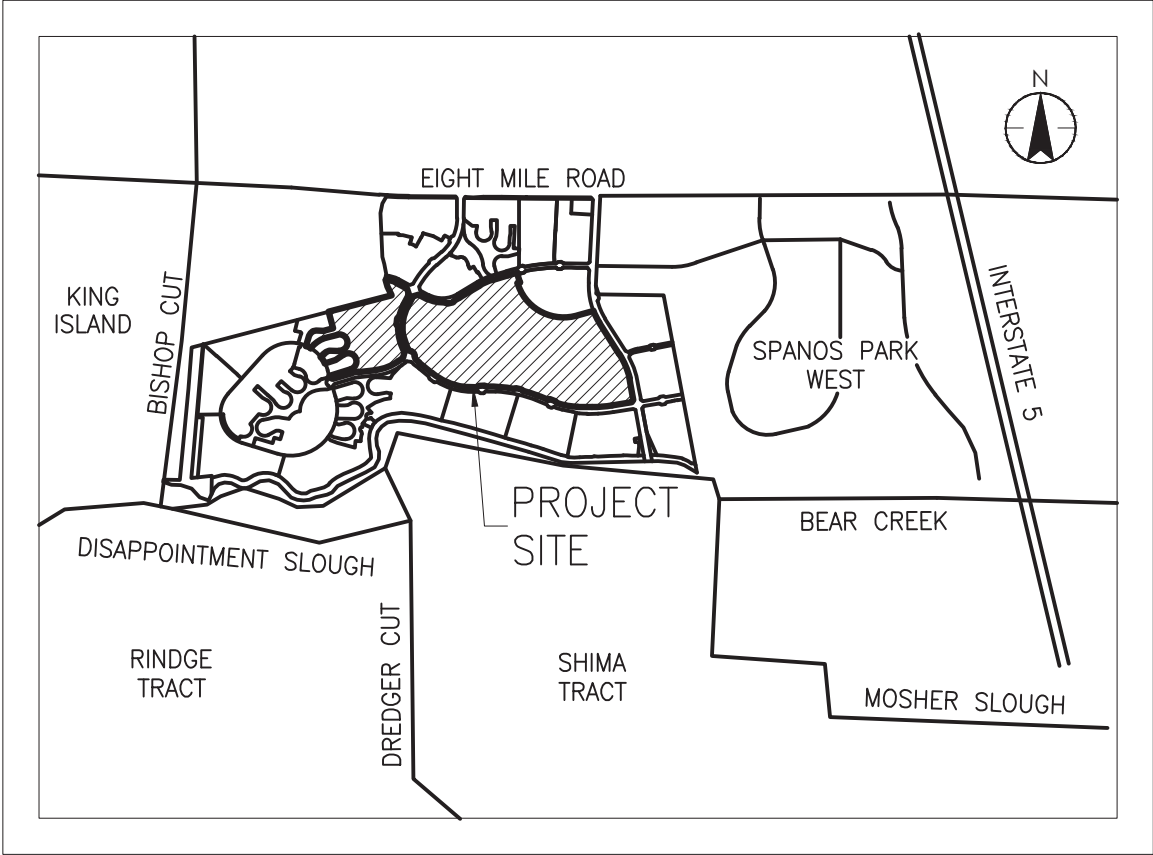 N
EIGHT MILE ROAD
KING
ISLAND
BISHOP CUT
INTERSTATE 5
SPANOS PARK
WEST
PROJECT
SITE
BEAR CREEK
DISAPPOINTMENT SLOUGH
RINDGE
TRACT
DREDGER CUT
SHIMA
TRACT
MOSHER SLOUGH